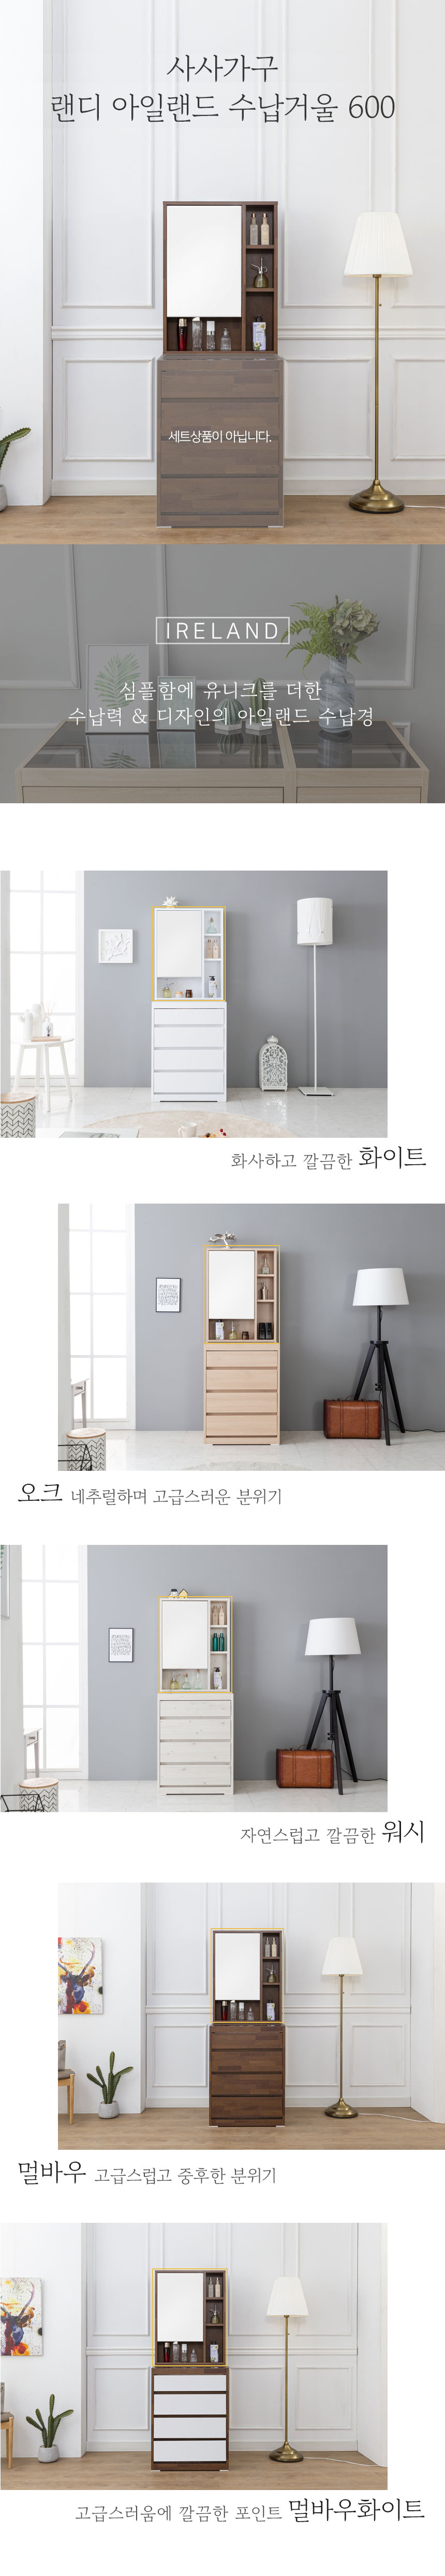 사사가구
랜디 아일랜드 수납거울 600
세트상품이 아닙니다.
IRELAND
심플함에 유니크를 더한
수납력 & 디자인의 아일랜드 수납경
화사하고 깔끔한 화이트
오크 네추럴하며 고급스러운 분위기
자연스럽고 깔끔한 워시
멀바우 고급스럽고 중후한 분위기
고급스러움에 깔끔한 포인트 멀바우화이트